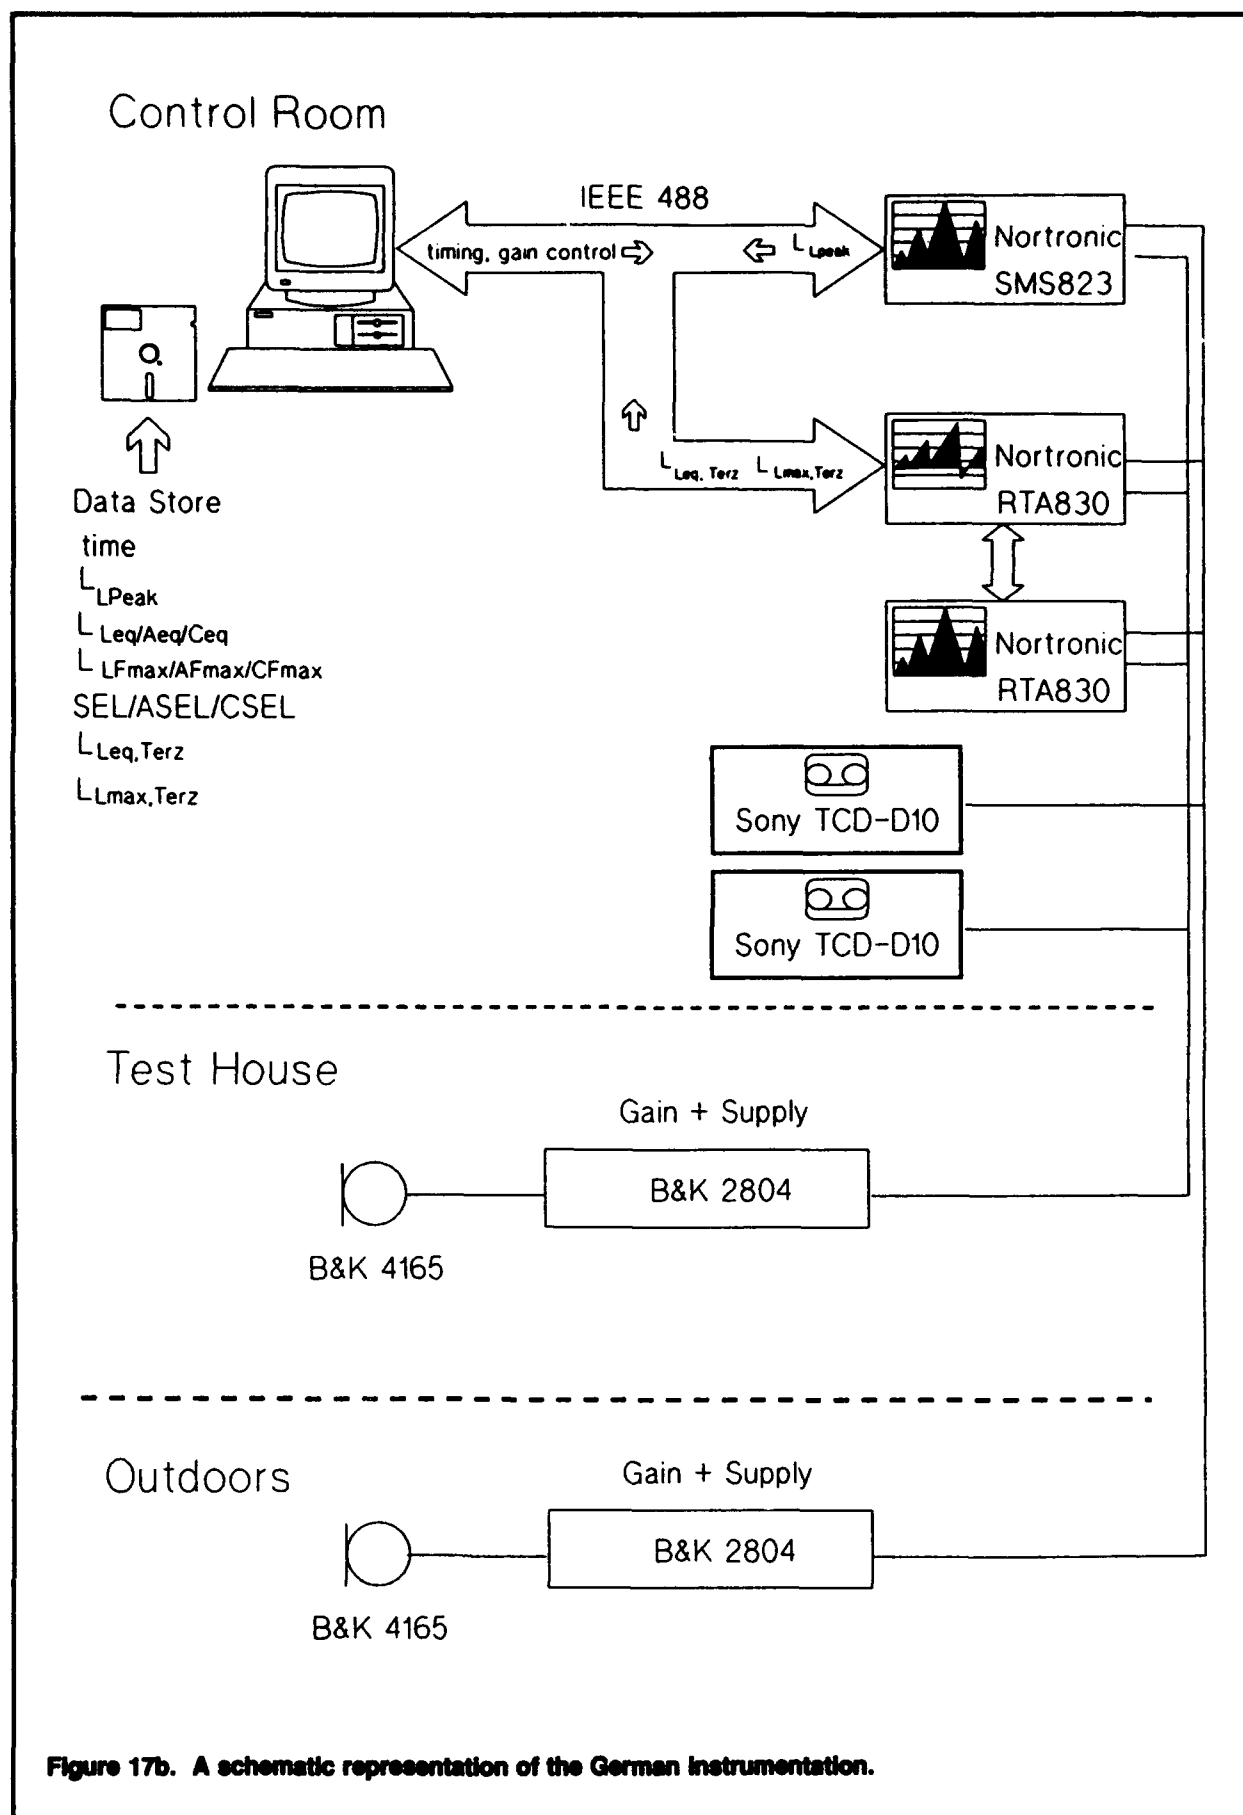 Control Room
IEEE 488
timing, gain control
L Lpeak
Nortronic
SMS823
L Leq, Terz L Lmax,Terz
Nortronic
RTA830
Data Store
time
L LPeak
L Leq/Aeq/Ceq
L LFmax/AFmax/CFmax
SEL/ASEL/CSEL
L Leq,Terz
L Lmax,Terz
Nortronic
RTA830
Sony TCD-D10
Sony TCD-D10
Test House
Gain + Supply
B&K 2804
B&K 4165
Outdoors
Gain + Supply
B&K 2804
B&K 4165
Figure 17b. A schematic representation of the German instrumentation.